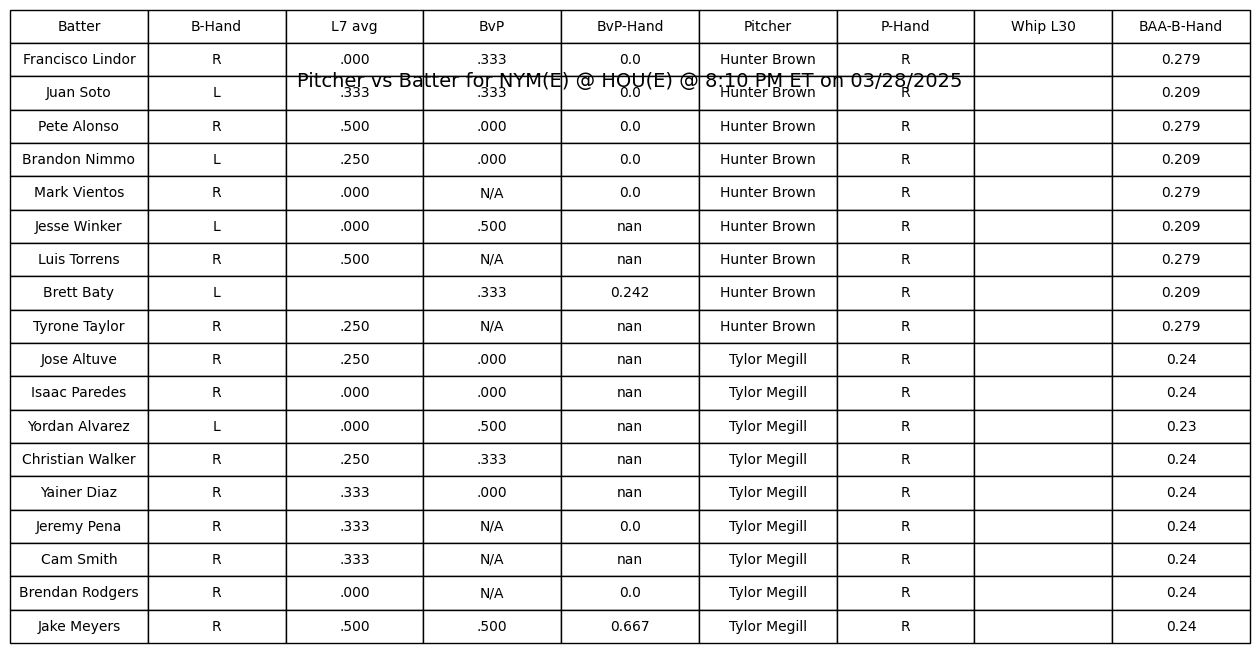 Batter B-Hand L7 avg BvP BvP-Hand Pitcher P-Hand Whip L30 BAA-B-Hand
Francisco Lindor R .000 .333 0.0 Hunter Brown R 0.279
Pitcher vs Batter for NYM(E) @ HOU(E) @ 8:10 PM ET on 03/28/2025
Juan Soto L .333 .333 0.0 Hunter Brown R 0.209
Pete Alonso R .500 .000 0.0 Hunter Brown R 0.279
Brandon Nimmo L .250 .000 0.0 Hunter Brown R 0.209
Mark Vientos R .000 N/A 0.0 Hunter Brown R 0.279
Jesse Winker L .000 .500 nan Hunter Brown R 0.209
Luis Torrens R .500 N/A nan Hunter Brown R 0.279
Brett Baty L .333 0.242 Hunter Brown R 0.209
Tyrone Taylor R .250 N/A nan Hunter Brown R 0.279
Jose Altuve R .250 .000 nan Tylor Megill R 0.24
Isaac Paredes R .000 .000 nan Tylor Megill R 0.24
Yordan Alvarez L .000 .500 nan Tylor Megill R 0.23
Christian Walker R .250 .333 nan Tylor Megill R 0.24
Yainer Diaz R .333 .000 nan Tylor Megill R 0.24
Jeremy Pena R .333 N/A 0.0 Tylor Megill R 0.24
Cam Smith R .333 N/A nan Tylor Megill R 0.24
Brendan Rodgers R .000 N/A 0.0 Tylor Megill R 0.24
Jake Meyers R .500 .500 0.667 Tylor Megill R 0.24